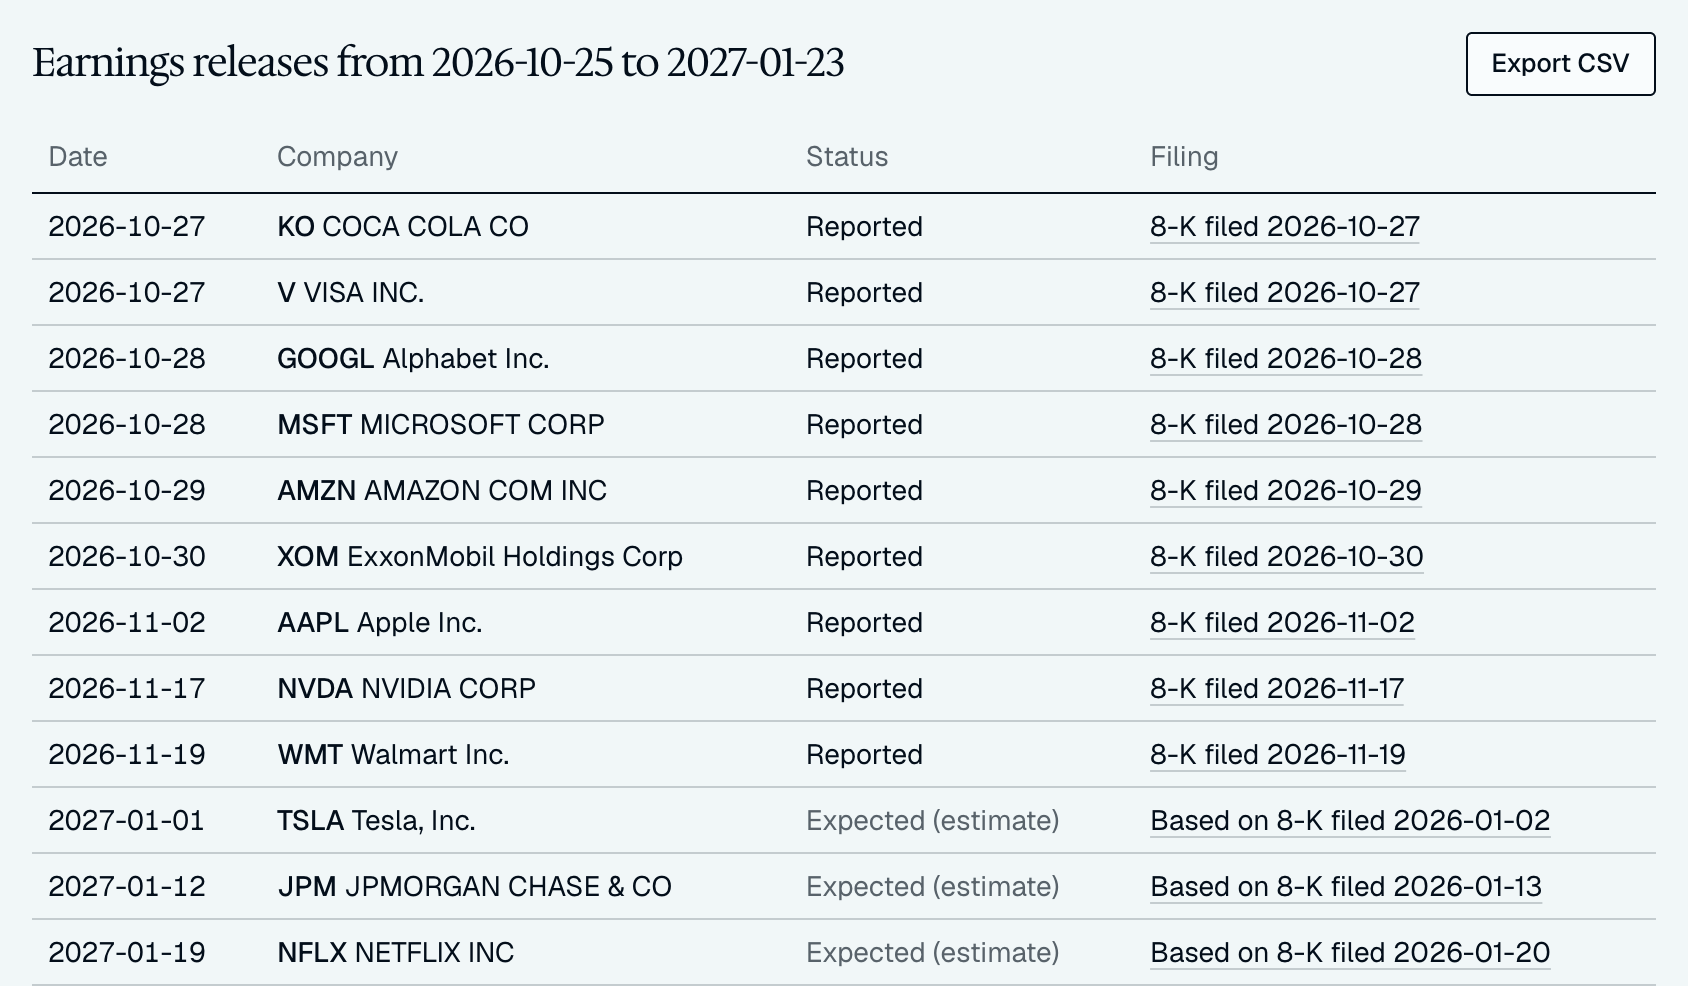 Earnings releases from 2026-10-25 to 2027-01-23
Export CSV
Date Company Status Filing
2026-10-27 KO COCA COLA CO Reported 8-K filed 2026-10-27
2026-10-27 V VISA INC. Reported 8-K filed 2026-10-27
2026-10-28 GOOGL Alphabet Inc. Reported 8-K filed 2026-10-28
2026-10-28 MSFT MICROSOFT CORP Reported 8-K filed 2026-10-28
2026-10-29 AMZN AMAZON COM INC Reported 8-K filed 2026-10-29
2026-10-30 XOM ExxonMobil Holdings Corp Reported 8-K filed 2026-10-30
2026-11-02 AAPL Apple Inc. Reported 8-K filed 2026-11-02
2026-11-17 NVDA NVIDIA CORP Reported 8-K filed 2026-11-17
2026-11-19 WMT Walmart Inc. Reported 8-K filed 2026-11-19
2027-01-01 TSLA Tesla, Inc. Expected (estimate) Based on 8-K filed 2026-01-02
2027-01-12 JPM JPMORGAN CHASE & CO Expected (estimate) Based on 8-K filed 2026-01-13
2027-01-19 NFLX NETFLIX INC Expected (estimate) Based on 8-K filed 2026-01-20